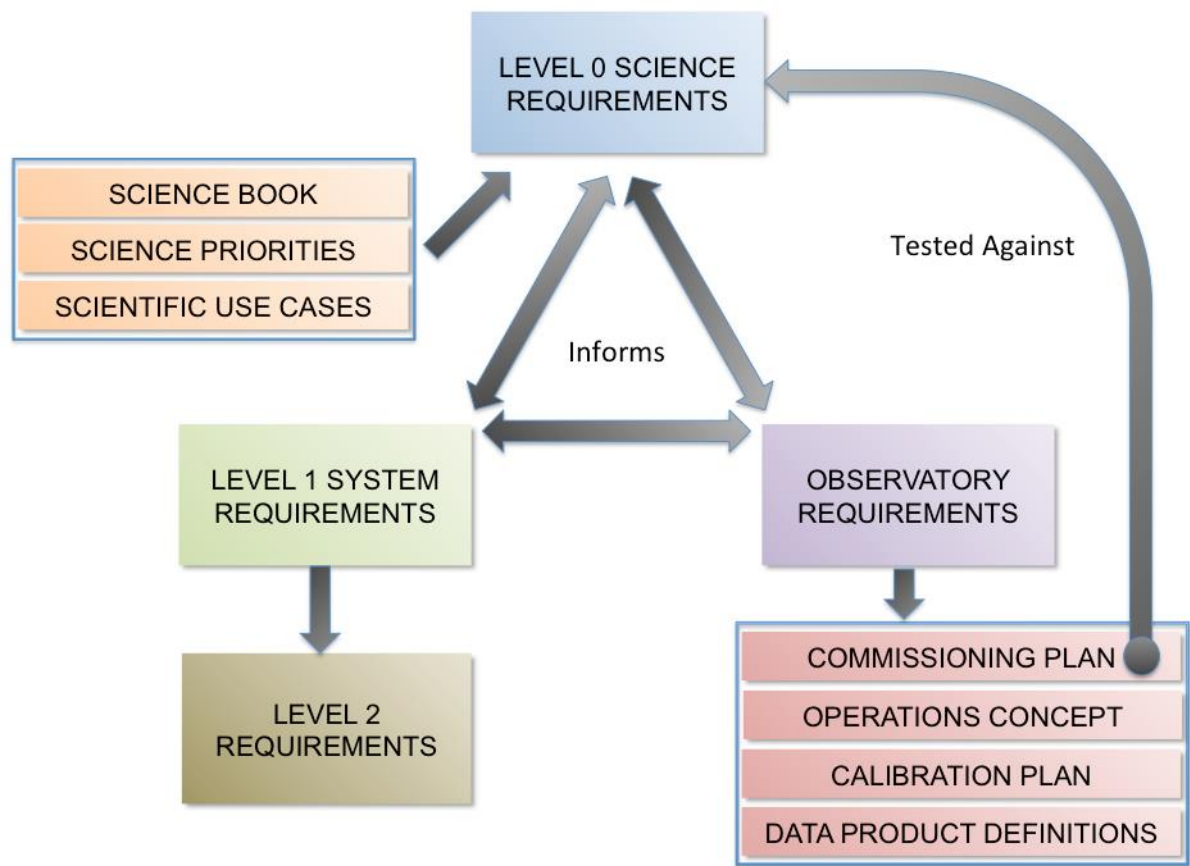 LEVEL 0 SCIENCE
REQUIREMENTS
SCIENCE BOOK
SCIENCE PRIORITIES
SCIENTIFIC USE CASES
Tested Against
Informs
LEVEL 1 SYSTEM
REQUIREMENTS
OBSERVATORY
REQUIREMENTS
LEVEL 2
REQUIREMENTS
COMMISSIONING PLAN
OPERATIONS CONCEPT
CALIBRATION PLAN
DATA PRODUCT DEFINITIONS